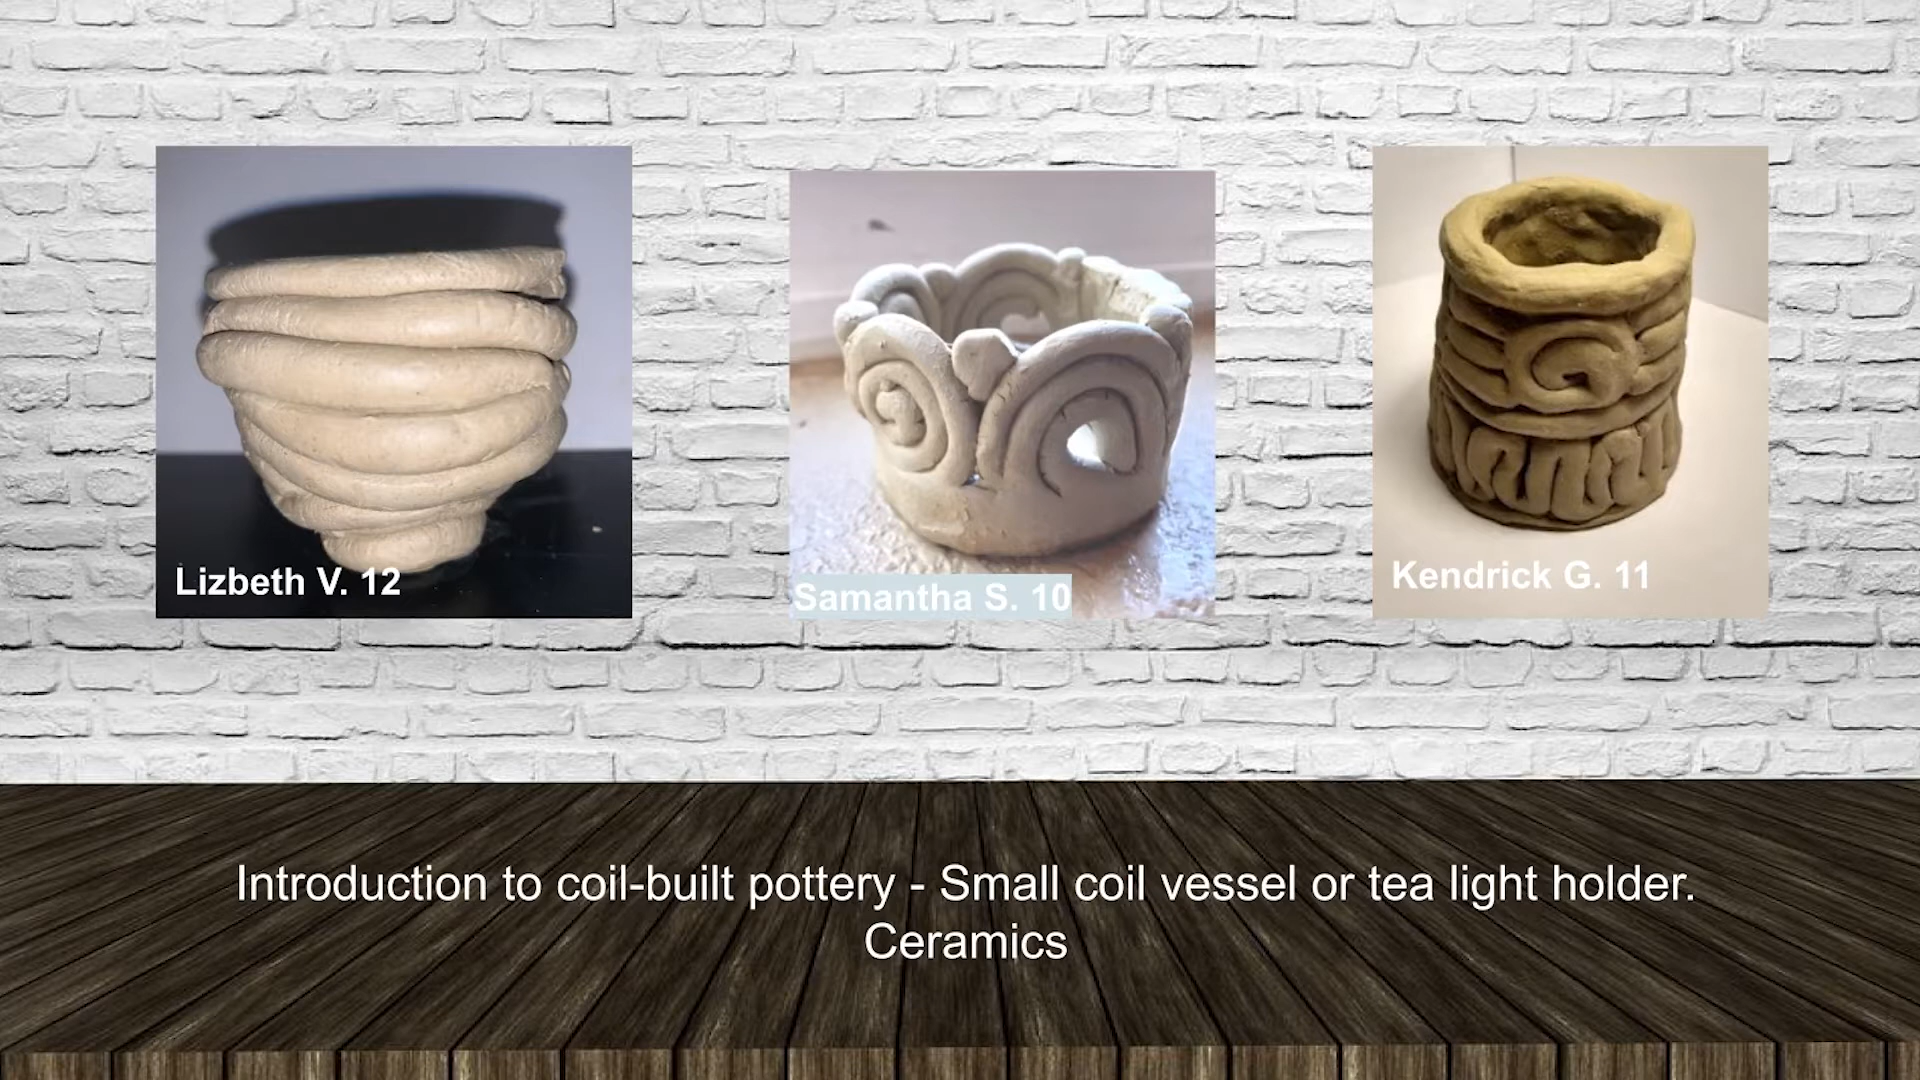 Lizbeth V. 12
Samantha S. 10
Kendrick G. 11
Introduction to coil-built pottery - Small coil vessel or tea light holder.
Ceramics